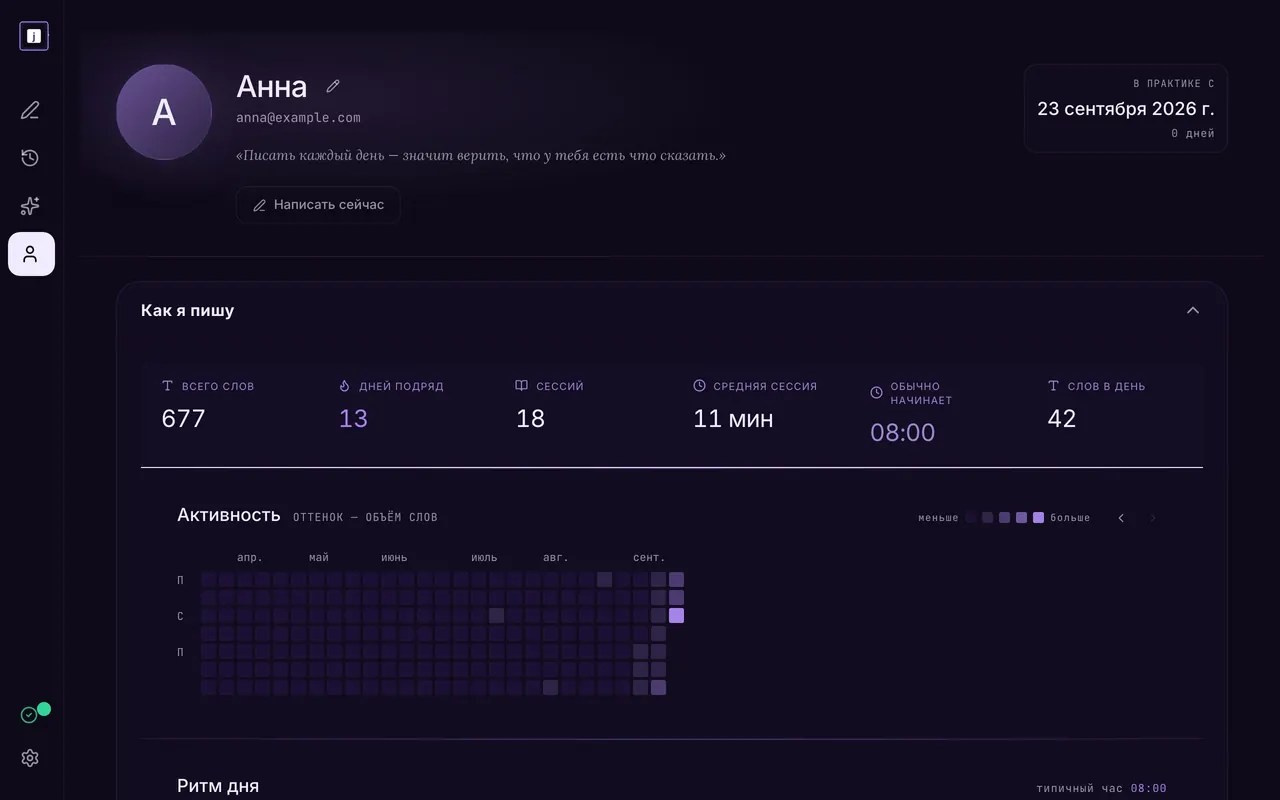 j
Анна
A
anna@example.com
«Писать каждый день — значит верить, что у тебя есть что сказать.»
Написать сейчас
В ПРАКТИКЕ С
23 сентября 2026 г.
0 дней
Как я пишу
ВСЕГО СЛОВ
677
ДНЕЙ ПОДРЯД
13
СЕССИЙ
18
СРЕДНЯЯ СЕССИЯ
11 мин
ОБЫЧНО
НАЧИНАЕТ
08:00
СЛОВ В ДЕНЬ
42
Активность ОТТЕНОК — ОБЪЁМ СЛОВ
меньше больше
апр. май июнь июль авг. сент.
П
С
П
Ритм дня
типичный час 08:00